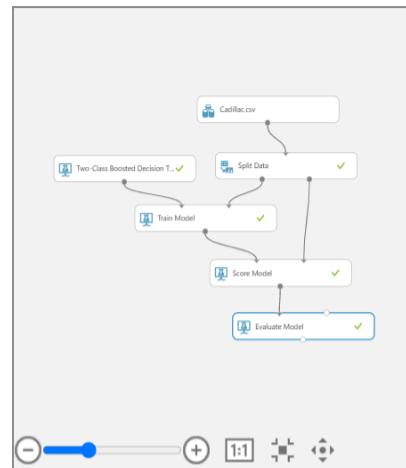 Cadillac.csv
Two-Class Boosted Decision T...
Split Data
Train Model
Score Model
Evaluate Model
1:1